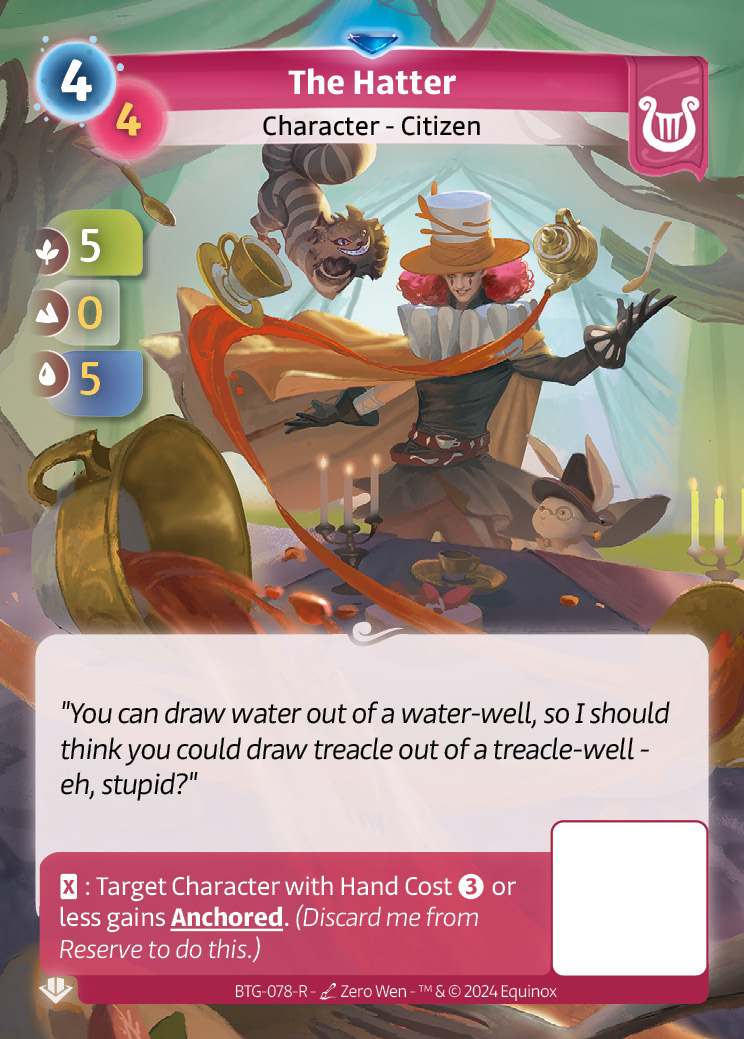 4
The Hatter
4
Character - Citizen
5
0
5
"You can draw water out of a water-well, so I should
think you could draw treacle out of a treacle-well -
eh, stupid?"
X : Target Character with Hand Cost 3 or
less gains Anchored. (Discard me from
Reserve to do this.)
BTG-078-R - Zero Wen - ™ & © 2024 Equinox